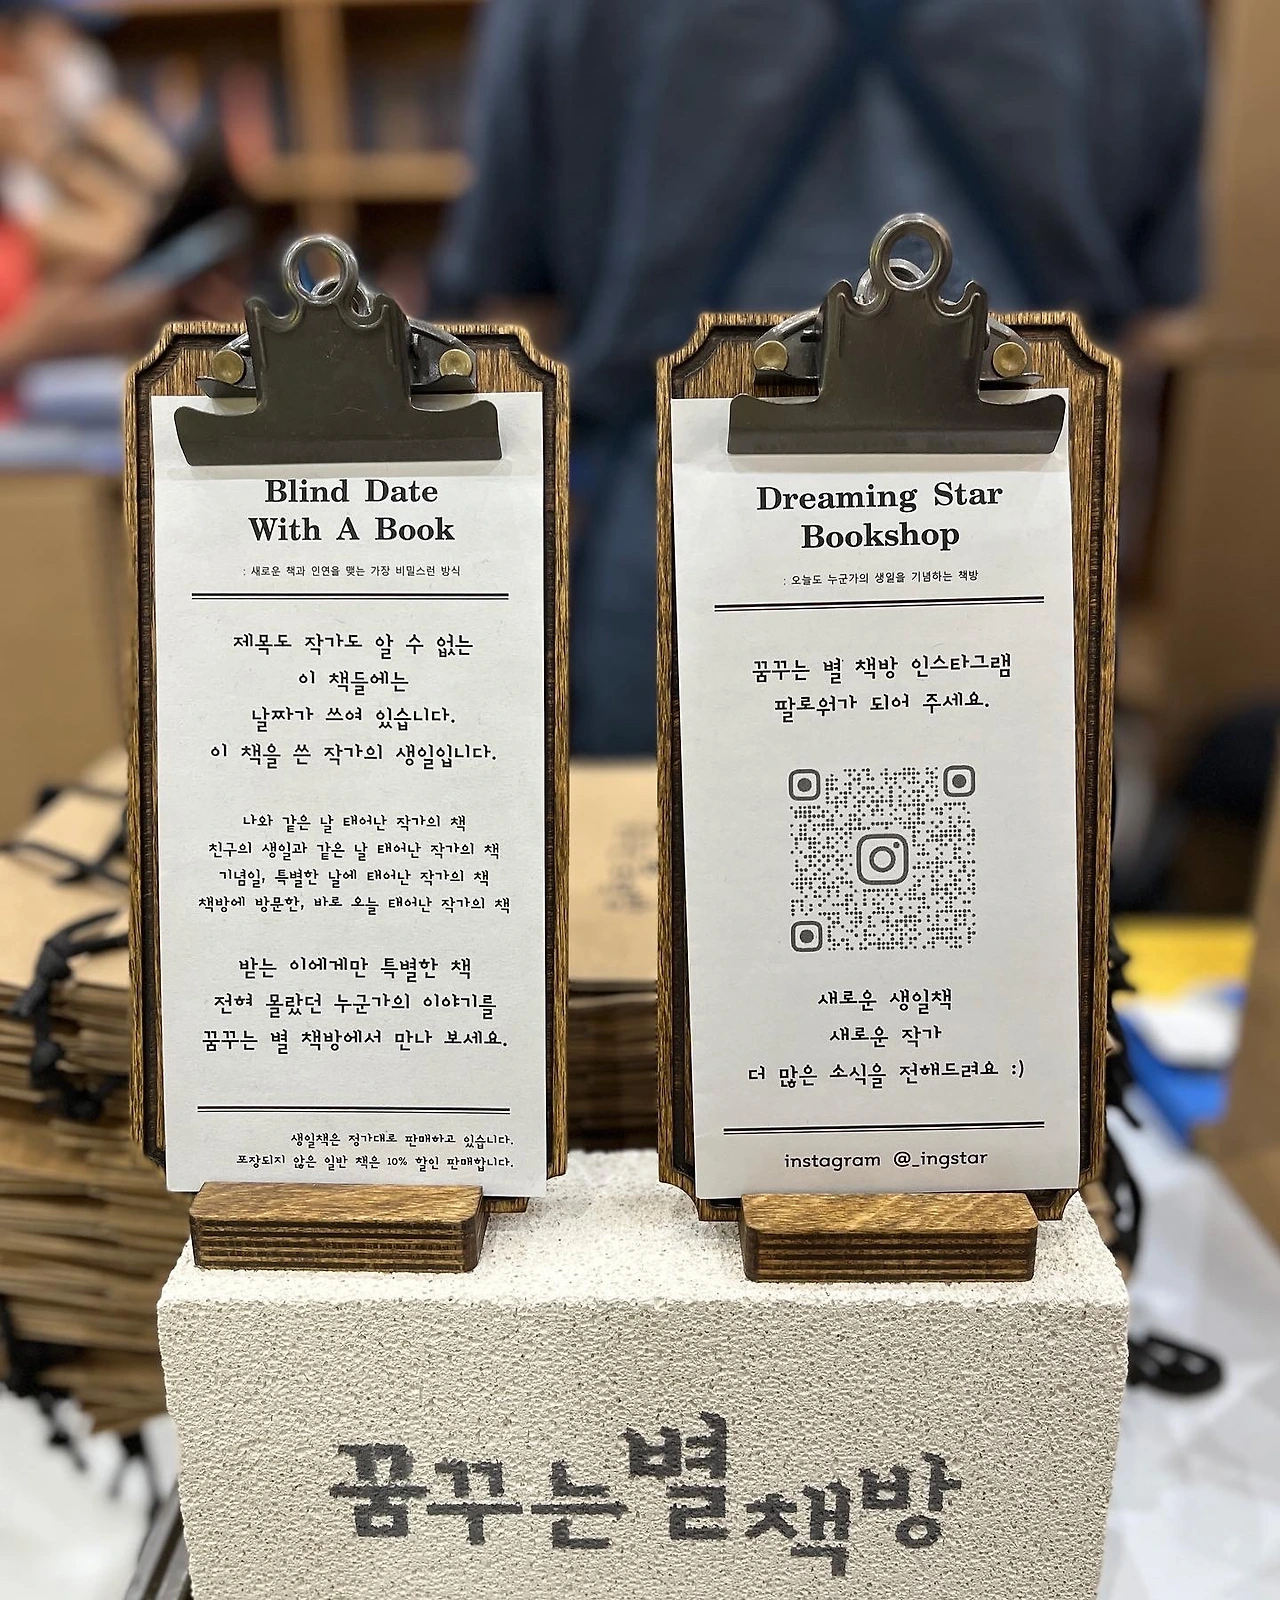 Blind Date
With A Book
: 새로운 책과 인연을 맺는 가장 비밀스런 방식
제목도 작가도 알 수 없는
이 책들에는
날짜가 쓰여 있습니다.
이 책을 쓴 작가의 생일입니다.
나와 같은 날 태어난 작가의 책
친구의 생일과 같은 날 태어난 작가의 책
기념일, 특별한 날에 태어난 작가의 책
책방에 방문한, 바로 오늘 태어난 작가의 책
받는 이에게만 특별한 책
전혀 몰랐던 누군가의 이야기를
꿈꾸는 별 책방에서 만나 보세요.
생일책은 정가대로 판매하고 있습니다.
포장되지 않은 일반 책은 10% 할인 판매합니다.
Dreaming Star
Bookshop
: 오늘도 누군가의 생일을 기념하는 책방
꿈꾸는 별 책방 인스타그램
팔로워가 되어 주세요.
새로운 생일책
새로운 작가
더 많은 소식을 전해드려요 :)
instagram @_ingstar
꿈꾸는 별 책방